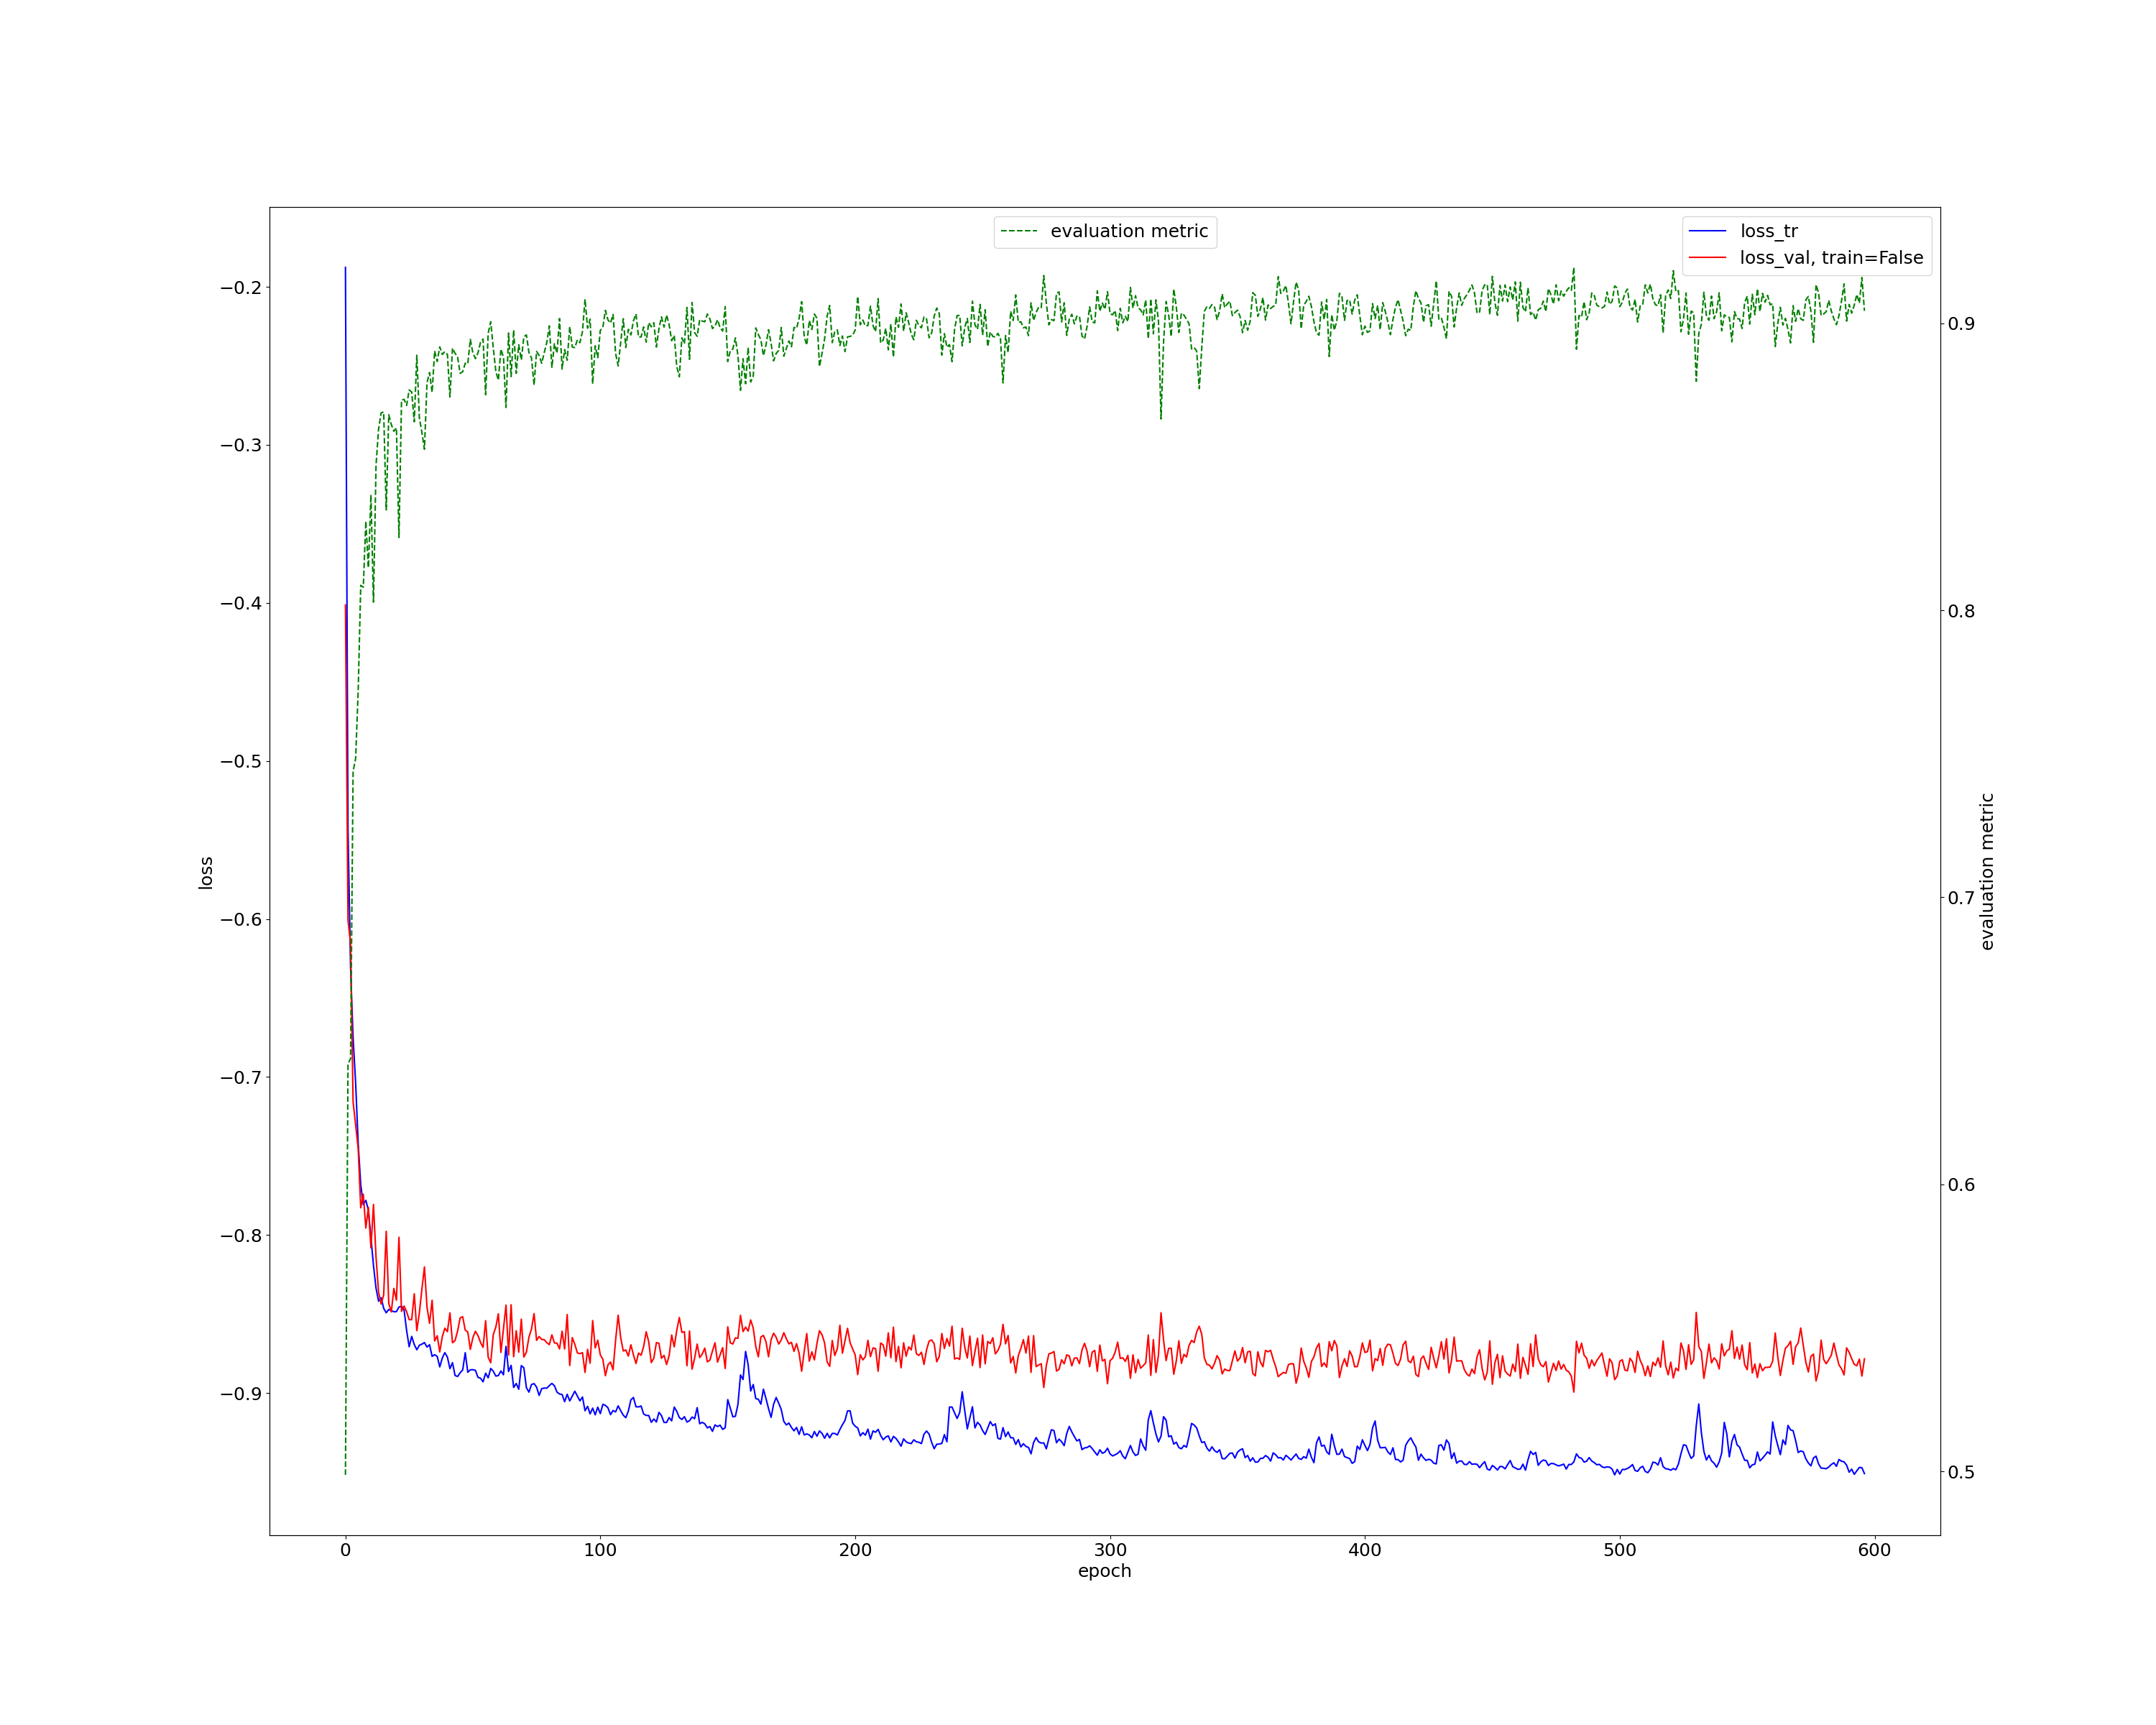 evaluation metric
loss_tr
loss_val, train=False
−0.2
−0.3
−0.4
−0.5
−0.6
−0.7
−0.8
−0.9
loss
0.9
0.8
0.7
0.6
0.5
evaluation metric
0 100 200 300 400 500 600
epoch